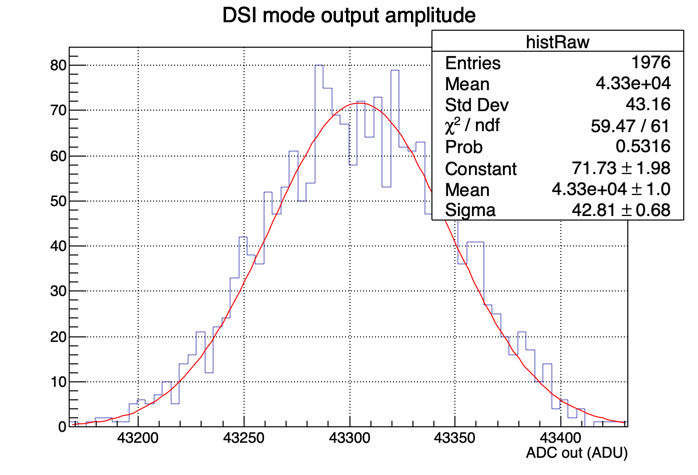 DSI mode output amplitude
histRaw
Entries 1976
Mean 4.33e+04
Std Dev 43.16
χ² / ndf 59.47 / 61
Prob 0.5316
Constant 71.73 ± 1.98
Mean 4.33e+04 ± 1.0
Sigma 42.81 ± 0.68
80
70
60
50
40
30
20
10
0
43200 43250 43300 43350 43400
ADC out (ADU)